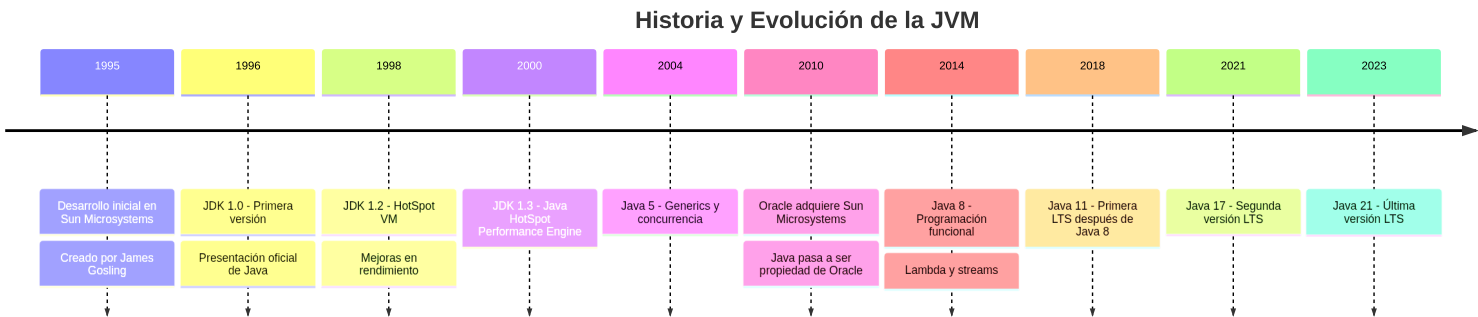 Historia y Evolución de la JVM
1995
1996
1998
2000
2004
2010
2014
2018
2021
2023
Desarrollo inicial en
Sun Microsystems
Creado por James
Gosling
JDK 1.0 - Primera
versión
Presentación oficial
de Java
JDK 1.2 - HotSpot
VM
Mejoras en
rendimiento
JDK 1.3 - Java
HotSpot
Performance Engine
Java 5 - Generics y
concurrencia
Oracle adquiere Sun
Microsystems
Java pasa a ser
propiedad de Oracle
Java 8 -
Programación
funcional
Lambda y streams
Java 11 - Primera
LTS después de
Java 8
Java 17 - Segunda
versión LTS
Java 21 - Última
versión LTS